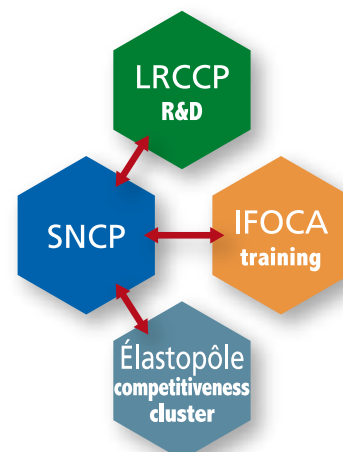 LRCCP
R&D
SNCP
IFOCA
training
Élastopôle
competitiveness
cluster